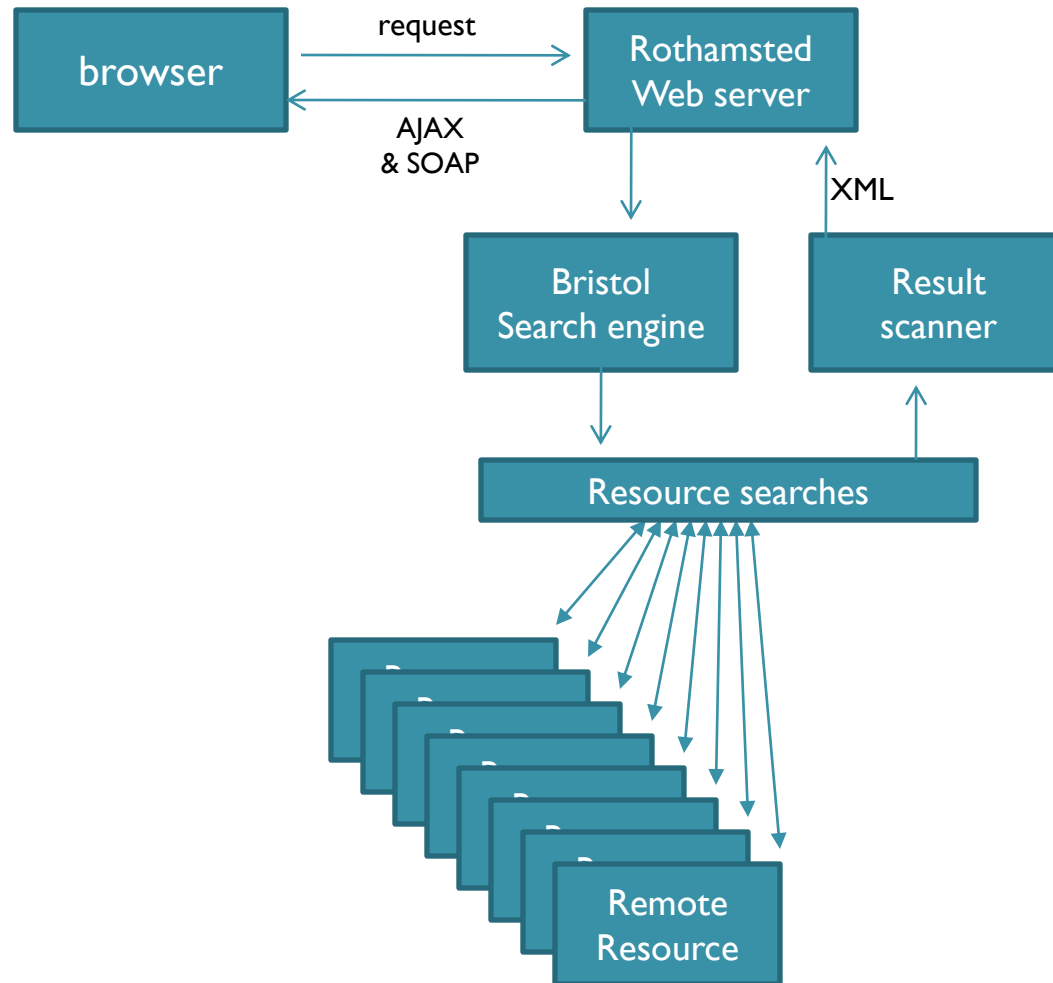 browser
request
Rothamsted
Web server
AJAX
& SOAP
XML
Bristol
Search engine
Result
scanner
Resource searches
Remote
Resource